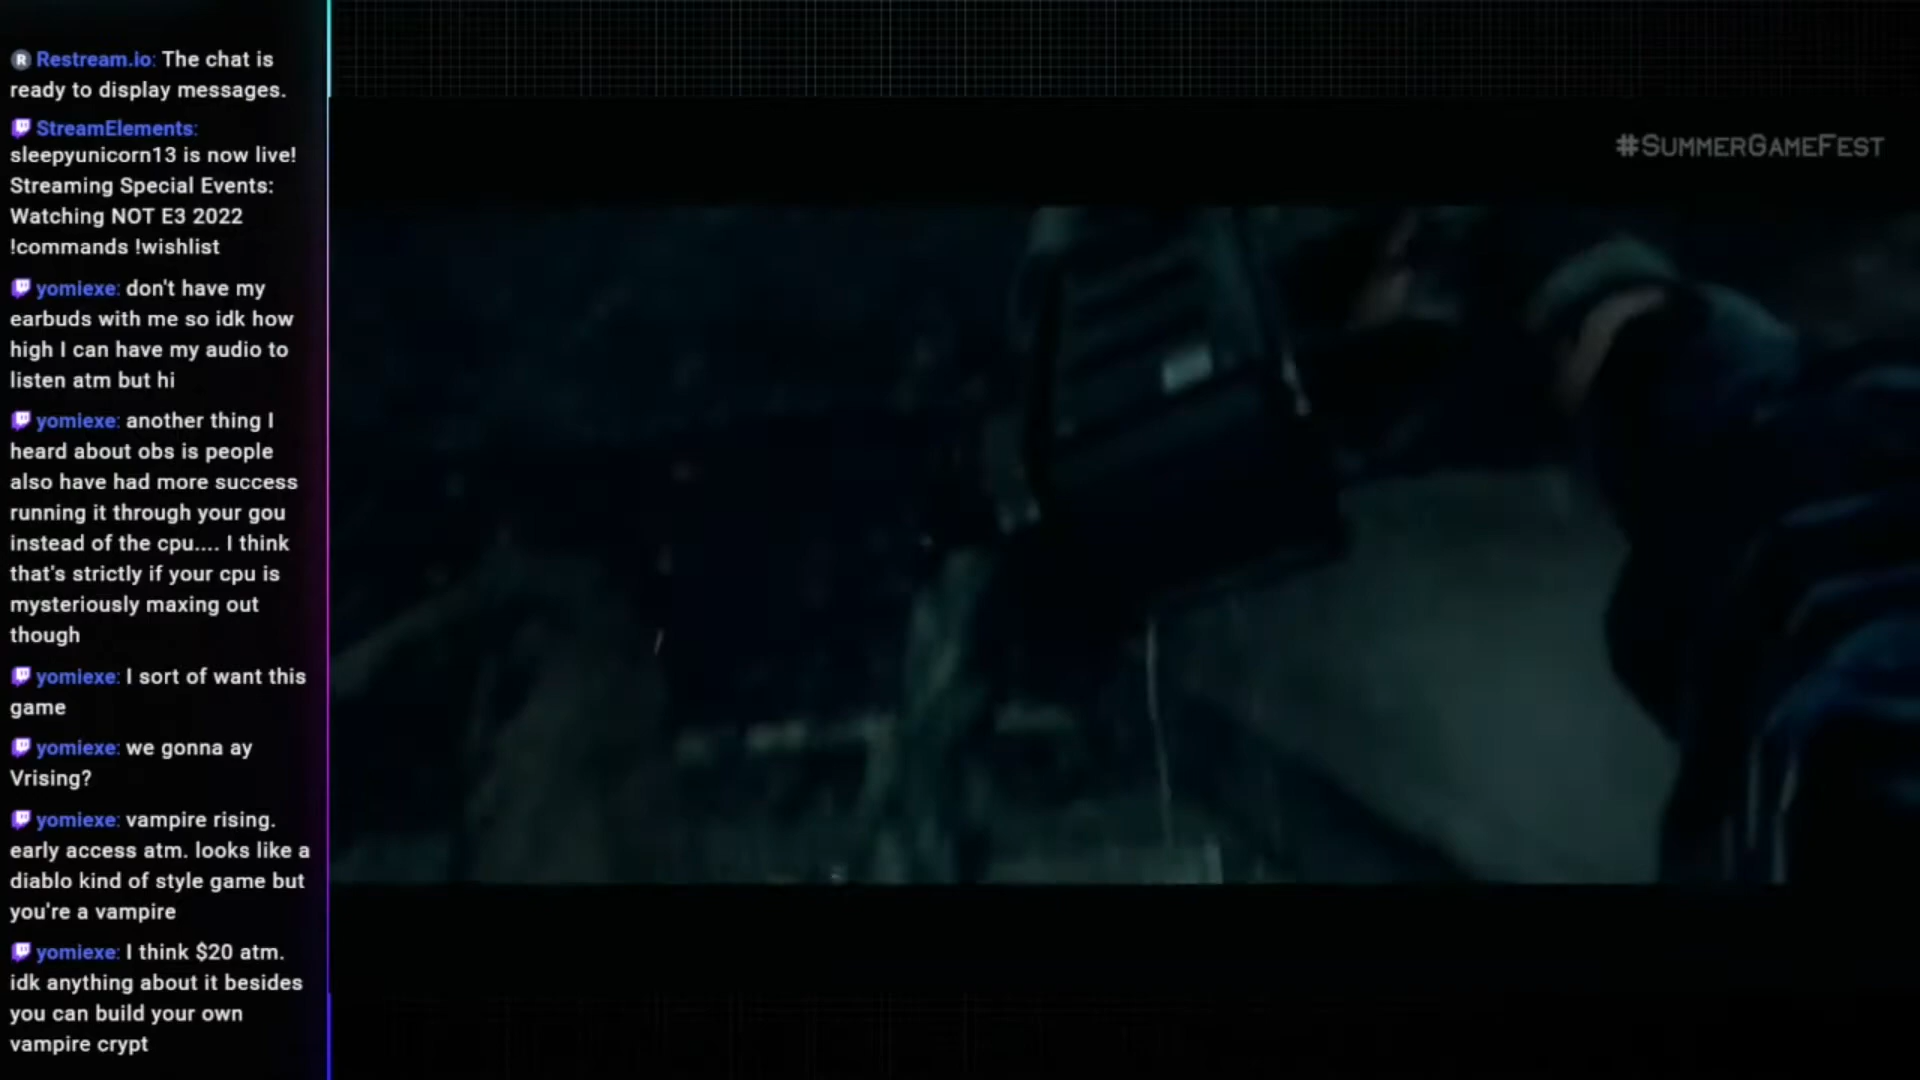 Restream.io: The chat is
ready to display messages.
StreamElements:
sleepyunicorn13 is now live!
Streaming Special Events:
Watching NOT E3 2022
!commands !wishlist
yomiexe: don't have my
earbuds with me so idk how
high I can have my audio to
listen atm but hi
yomiexe: another thing I
heard about obs is people
also have had more success
running it through your gou
instead of the cpu.... I think
that's strictly if your cpu is
mysteriously maxing out
though
yomiexe: I sort of want this
game
yomiexe: we gonna ay
Vrising?
yomiexe: vampire rising.
early access atm. looks like a
diablo kind of style game but
you're a vampire
yomiexe: I think $20 atm.
idk anything about it besides
you can build your own
vampire crypt
#SUMMERGAMEFEST